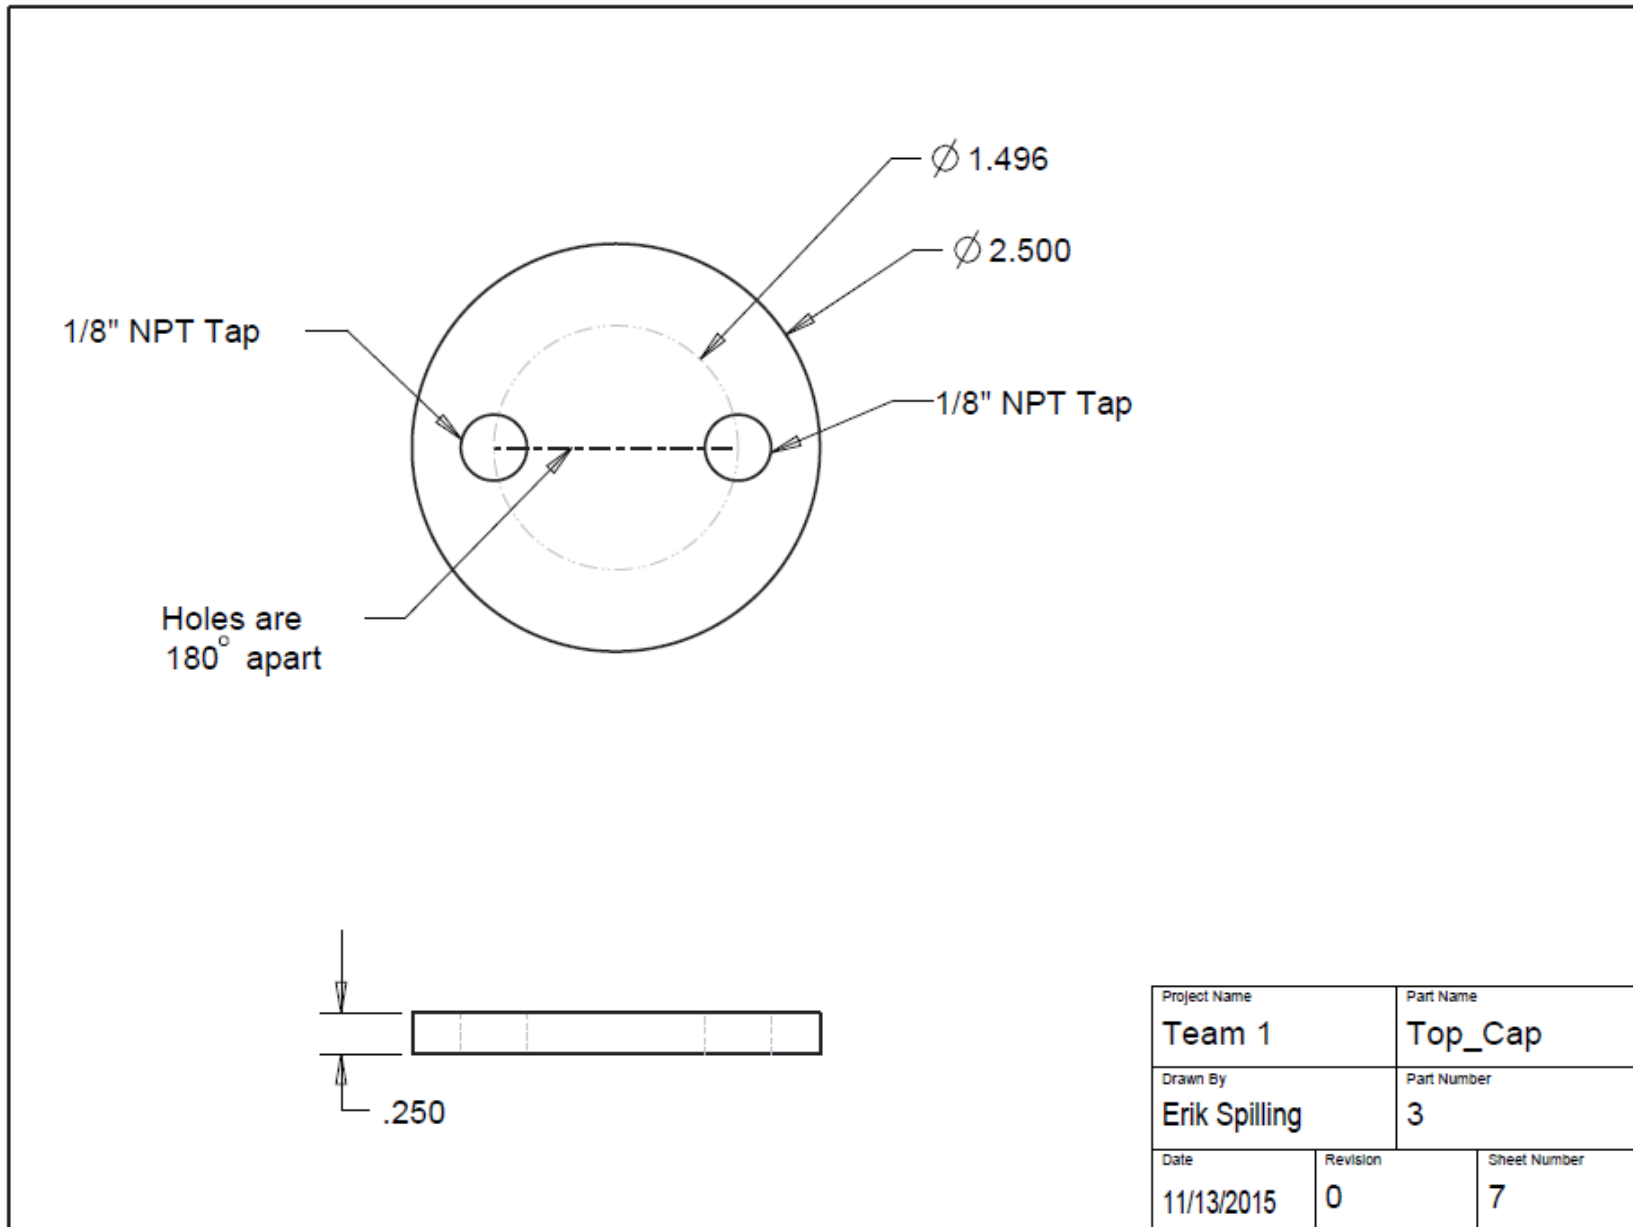 Ø 1.496
Ø 2.500
1/8" NPT Tap
1/8" NPT Tap
Holes are
180° apart
.250
Project Name
Team 1
Part Name
Top_Cap
Drawn By
Erik Spilling
Part Number
3
Date
11/13/2015
Revision
0
Sheet Number
7